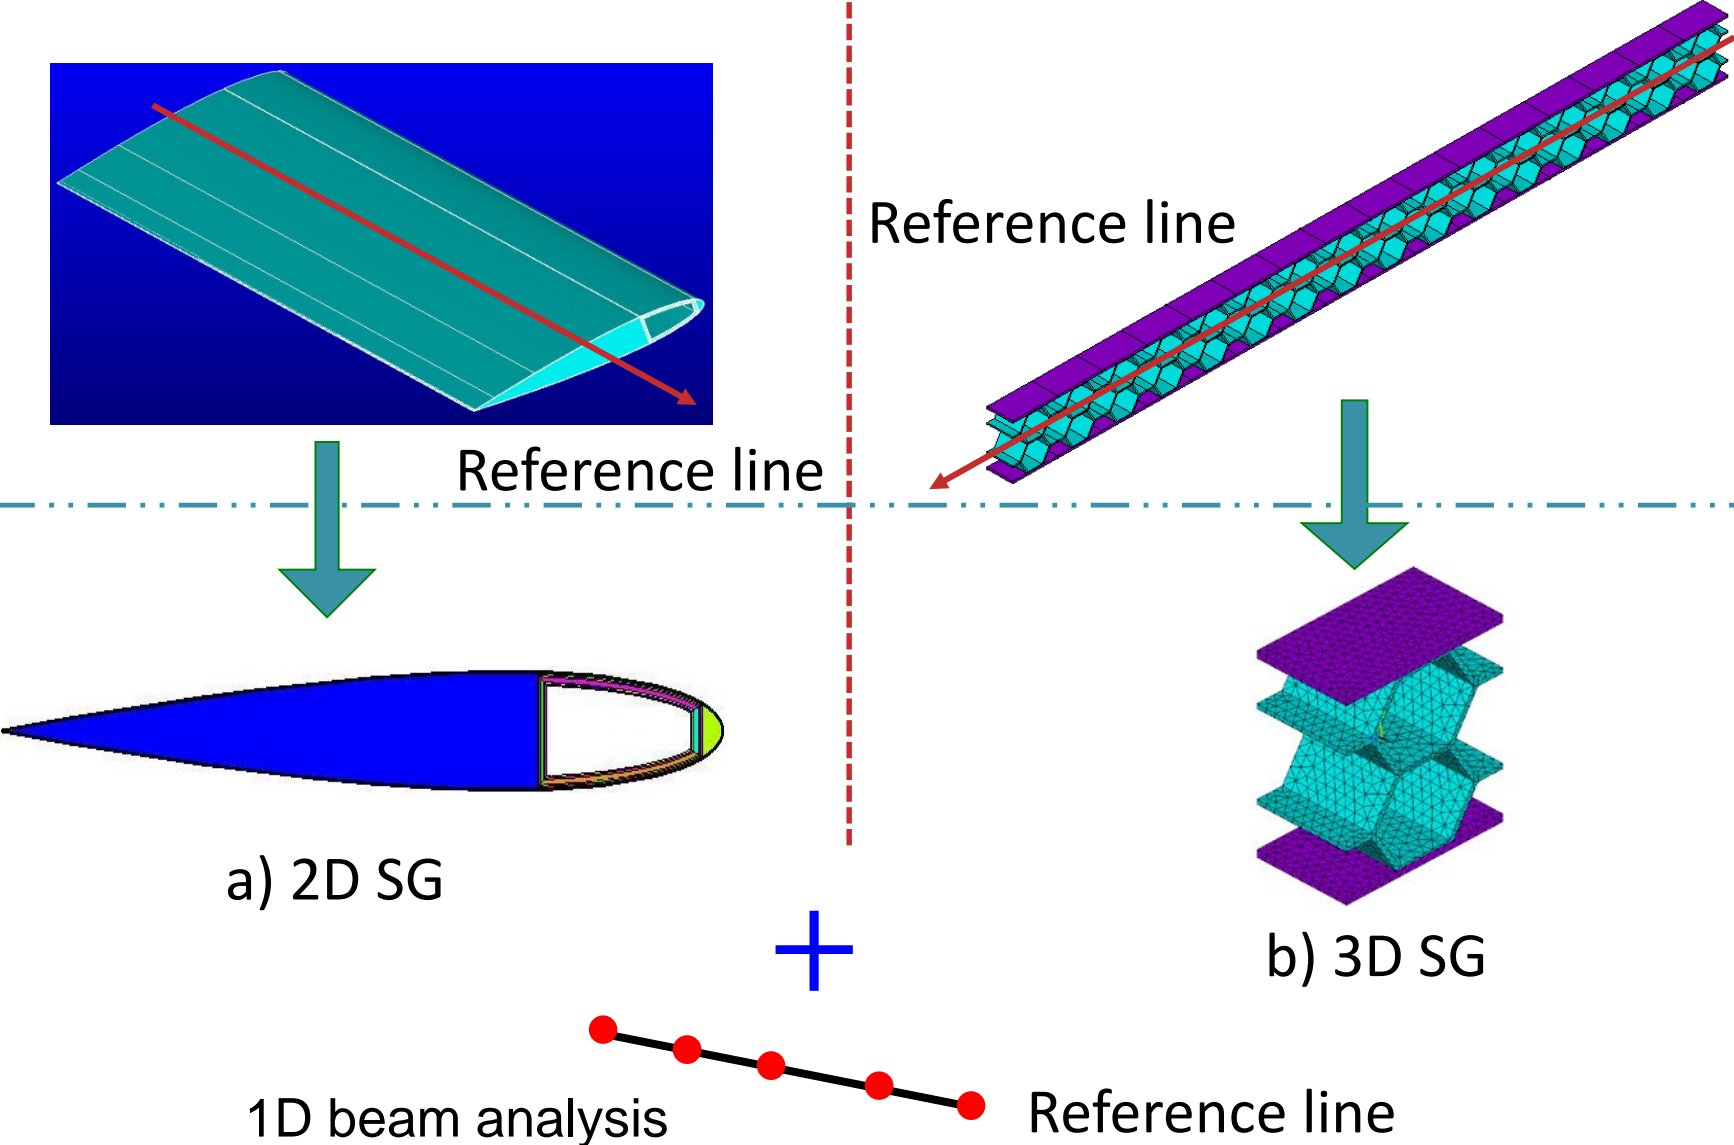 Reference line
Reference line
a) 2D SG
b) 3D SG
1D beam analysis
Reference line